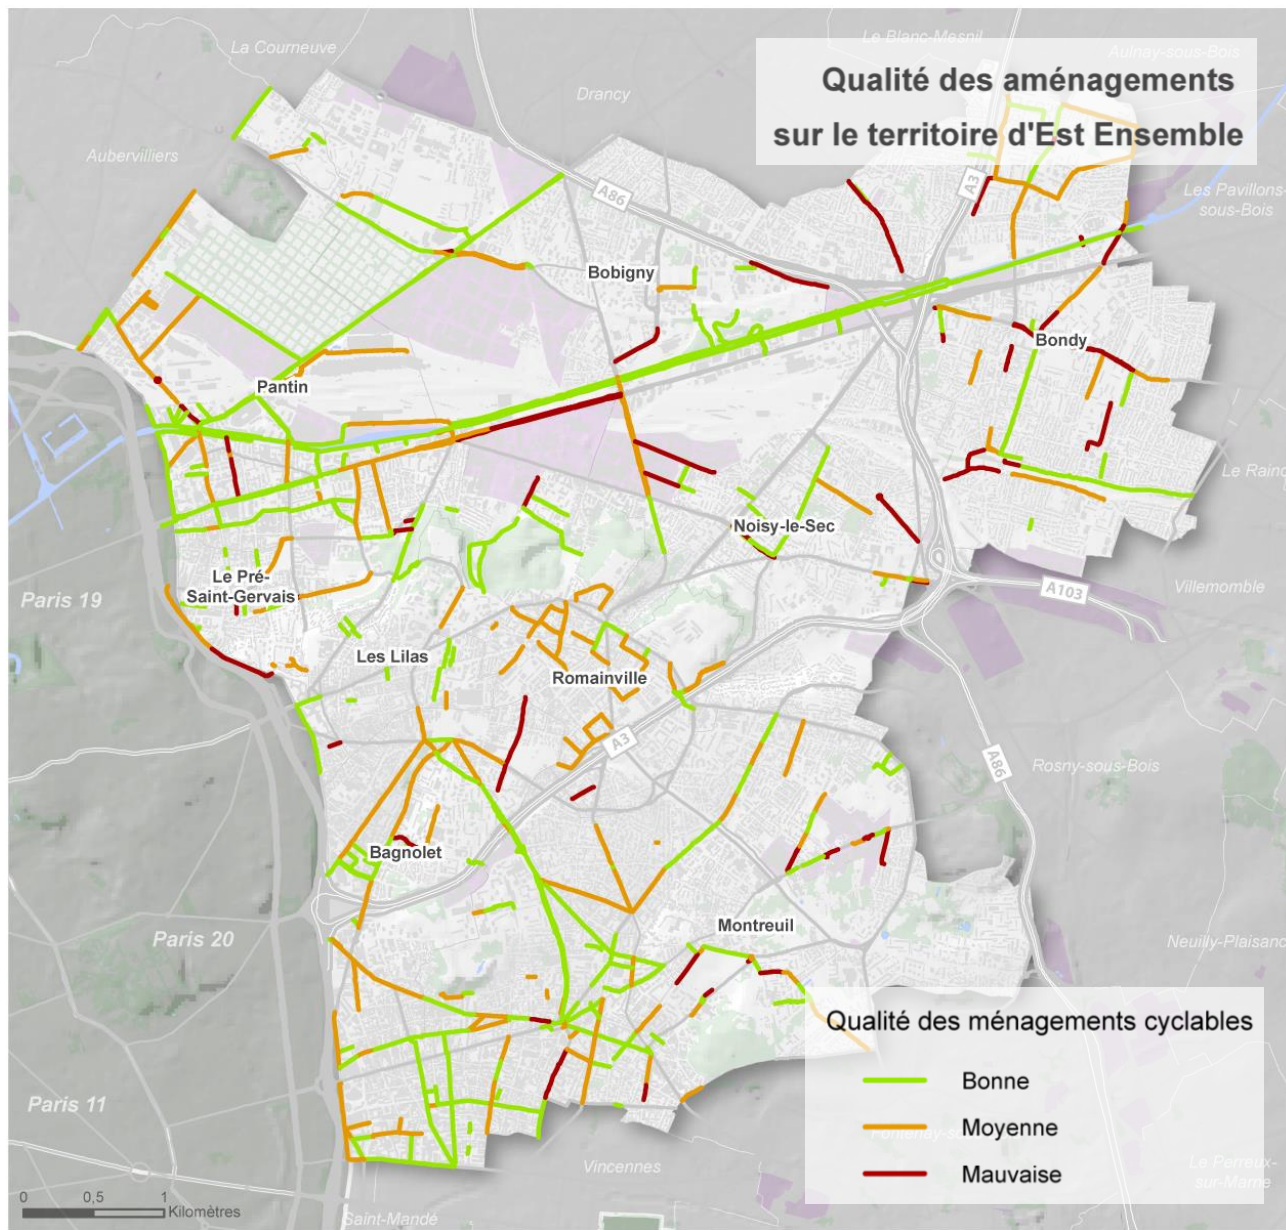 La Courneuve
Le Blanc-Mesnil
Aulnay-sous-Bois
Qualité des aménagements
sur le territoire d'Est Ensemble
Drancy
Aubervilliers
A86
A3
Les Pavillons-
sous-Bois
Bobigny
Bondy
Pantin
Le Rainc
Noisy-le-Sec
Le Pré-
Saint-Gervais
Paris 19
A103
Villemomble
Les Lilas
Romainville
A3
A86
Rosny-sous-Bois
Bagnolet
Montreuil
Paris 20
Neuilly-Plaisanc
Qualité des ménagements cyclables
Bonne
Moyenne
Mauvaise
Paris 11
Le Perreux-
sur-Marne
Vincennes
0 0,5 1
Kilomètres
Saint-Mandé